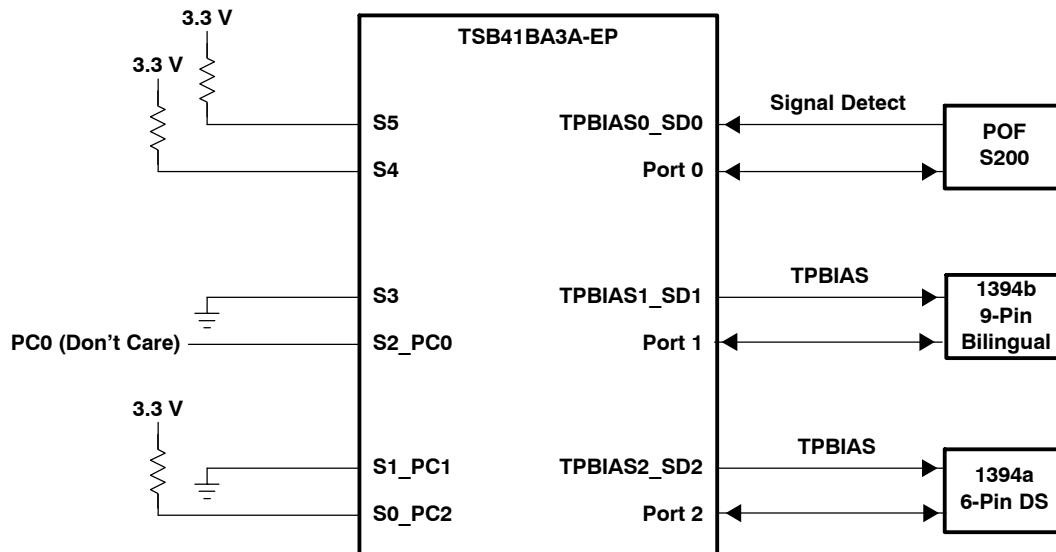 TSB41BA3A-EP
3.3 V
3.3 V
S5
S4
S3
PC0 (Don't Care)
S2_PC0
3.3 V
S1_PC1
S0_PC2
TPBIAS0_SD0
Signal Detect
Port 0
POF
S200
TPBIAS1_SD1
TPBIAS
Port 1
1394b
9-Pin
Bilingual
TPBIAS2_SD2
TPBIAS
Port 2
1394a
6-Pin DS